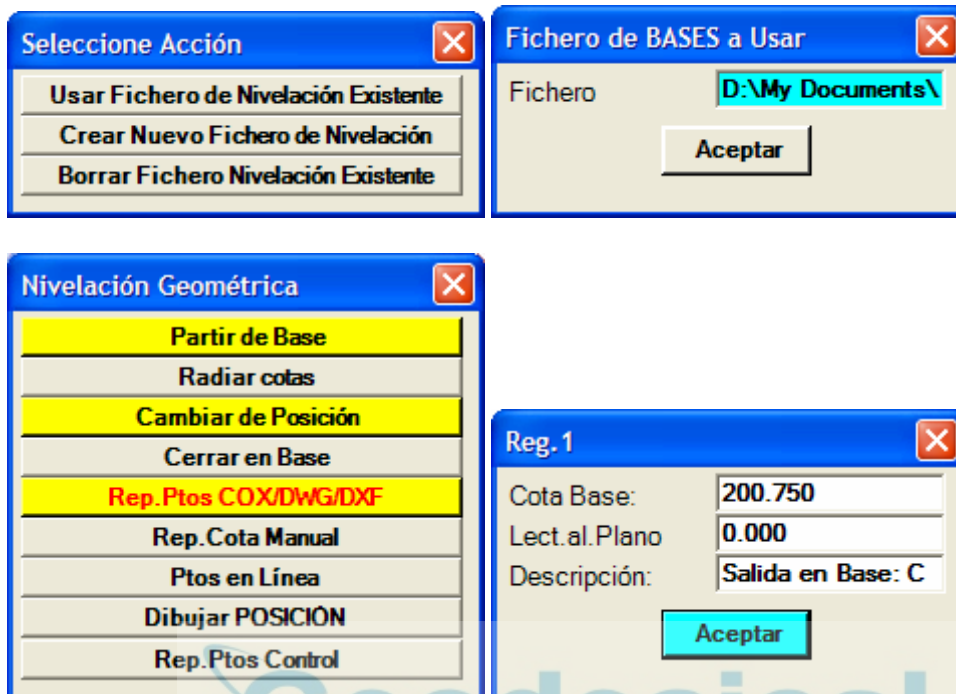 Seleccione Acción
Usar Fichero de Nivelación Existente
Crear Nuevo Fichero de Nivelación
Borrar Fichero Nivelación Existente
Fichero de BASES a Usar
Fichero D:\My Documents\
Aceptar
Nivelación Geométrica
Partir de Base
Radiar cotas
Cambiar de Posición
Cerrar en Base
Rep.Ptos COX/DWG/DXF
Rep.Cota Manual
Ptos en Línea
Dibujar POSICIÓN
Rep.Ptos Control
Reg.1
Cota Base: 200.750
Lect.al.Plano 0.000
Descripción: Salida en Base: C
Aceptar